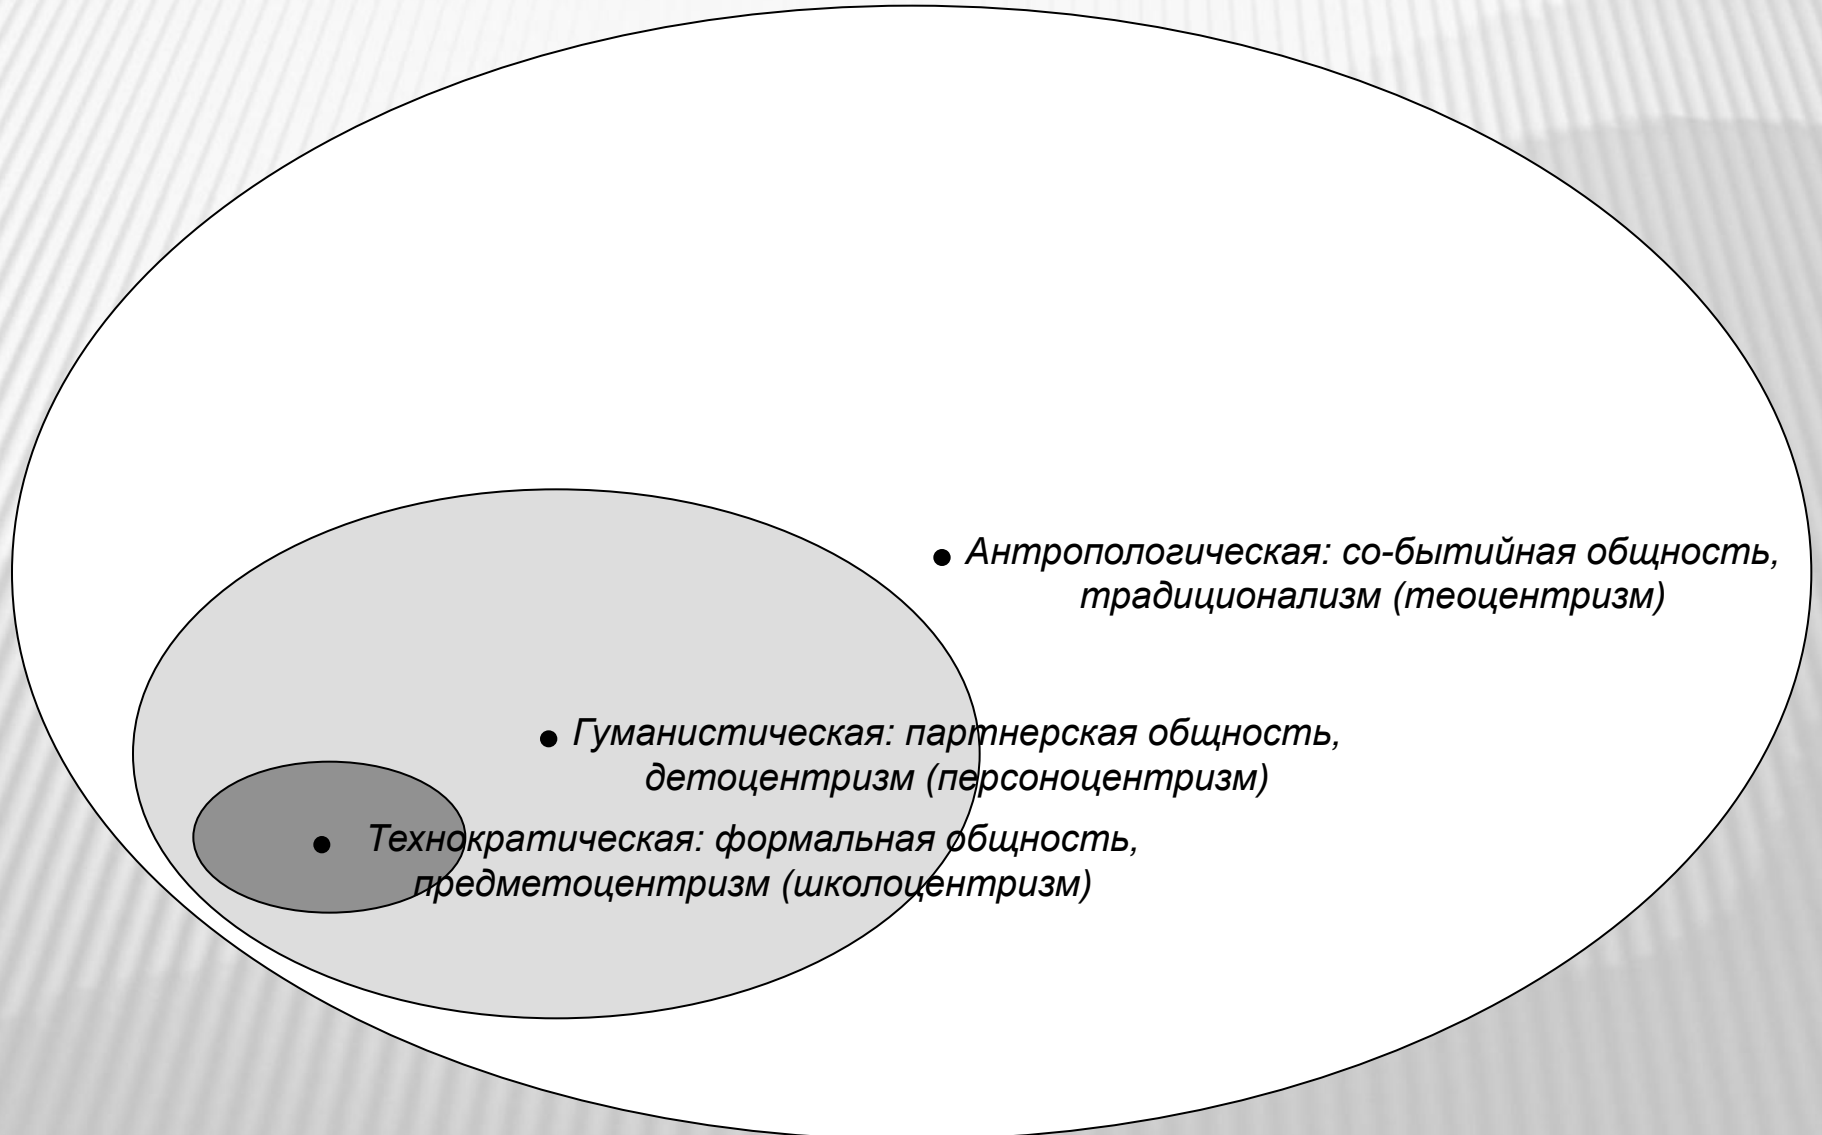 Антропологическая: со-бытийная общность,
традиционализм (теоцентризм)
Гуманистическая: партнерская общность,
детоцентризм (персоноцентризм)
Технократическая: формальная общность,
предметоцентризм (школоцентризм)